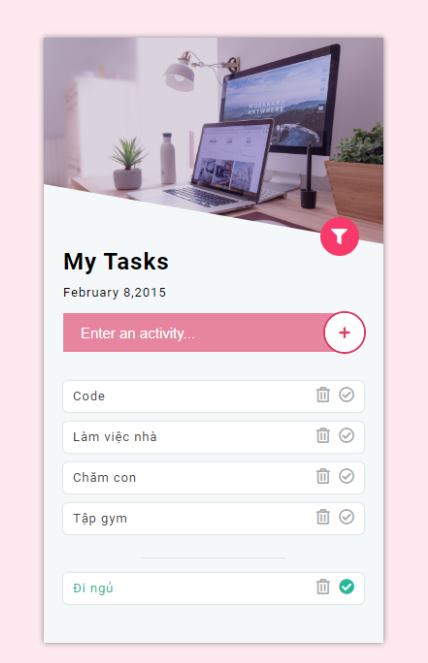 My Tasks
February 8,2015
Enter an activity...
Code
Làm việc nhà
Chăm con
Tập gym
Đi ngủ